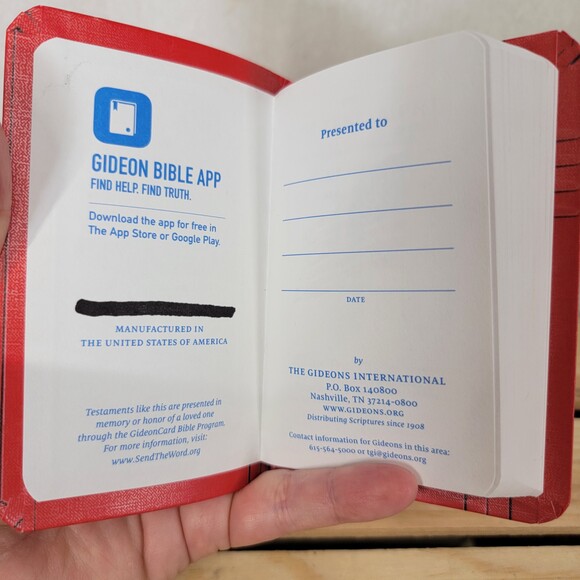 GIDEON BIBLE APP
FIND HELP. FIND TRUTH.
Download the app for free in
The App Store or Google Play.
MANUFACTURED IN
THE UNITED STATES OF AMERICA
Testaments like this are presented in
memory or honor of a loved one
through the GideonCard Bible Program.
For more information, visit:
www.SendTheWord.org
Presented to
DATE
by
THE GIDEONS INTERNATIONAL
P.O. Box 140800
Nashville, TN 37214-0800
WWW.GIDEONS.ORG
Distributing Scriptures since 1908
Contact information for Gideons in this area:
615-564-5000 or tgi@gideons.org